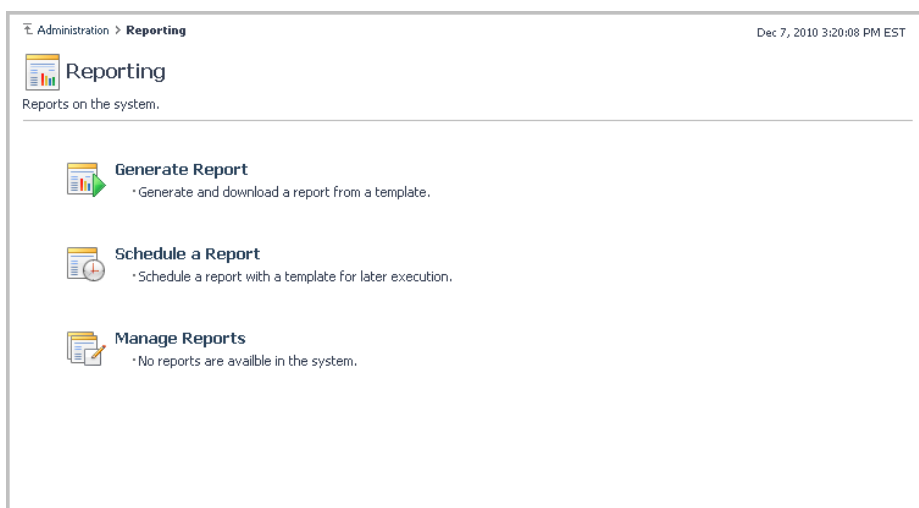 Administration > Reporting
Dec 7, 2010 3:20:08 PM EST
Reporting
Reports on the system.
Generate Report
·Generate and download a report from a template.
Schedule a Report
·Schedule a report with a template for later execution.
Manage Reports
·No reports are availble in the system.